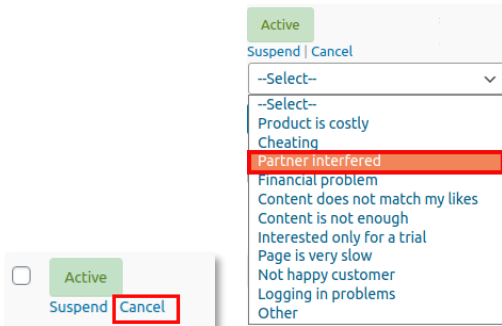 Active
Suspend | Cancel
--Select--
--Select--
Product is costly
Cheating
Partner interfered
Financial problem
Content does not match my likes
Content is not enough
Interested only for a trial
Page is very slow
Not happy customer
Logging in problems
Other
Active
Suspend Cancel